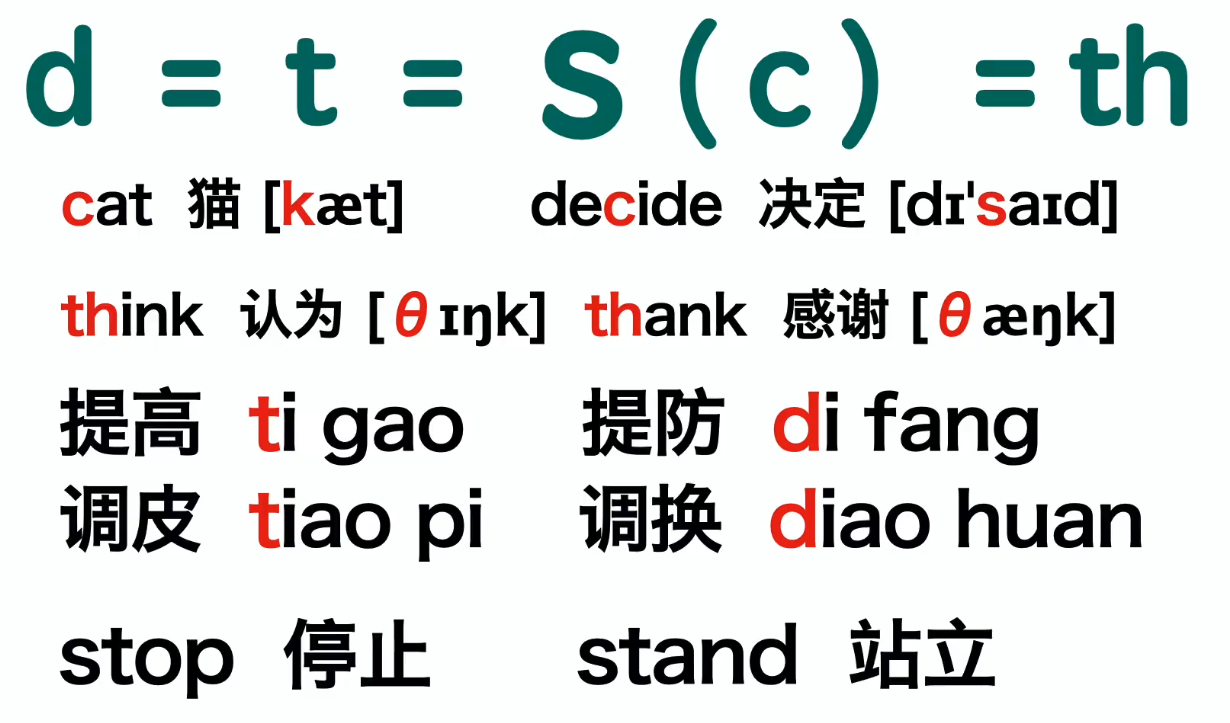 d = t = S (c) = th
cat 猫 [kæt] decide 决定 [dɪ'saɪd]
think 认为 [θɪŋk] thank 感谢 [θæŋk]
提高 ti gao 提防 di fang
调皮 tiao pi 调换 diao huan
stop 停止 stand 站立